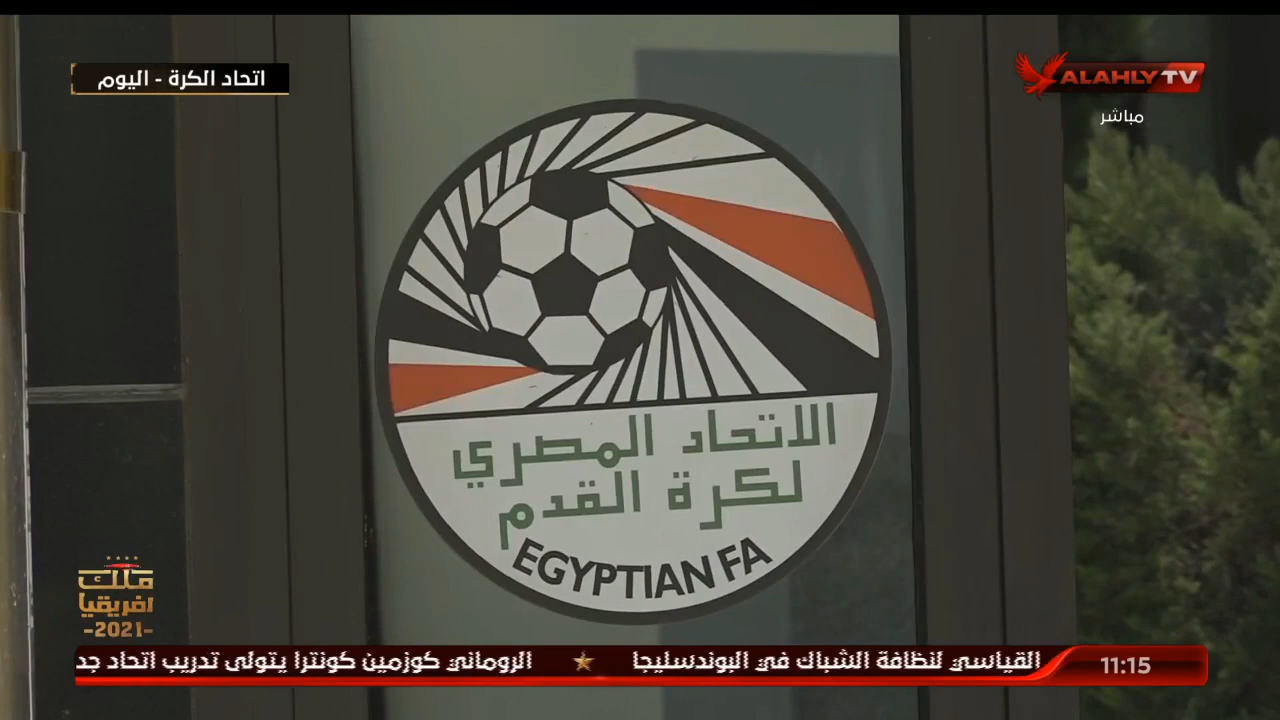 اتحاد الكرة - اليوم
ALAHLY TV
مباشر
الاتحاد المصري
لكرة القدم
EGYPTIAN FA
ملك
افريقيا
-2021-
11:15
القياسي لنظافة الشباك في البوندسليجا ★ الروماني كوزمين كونترا يتولى تدريب اتحاد جد